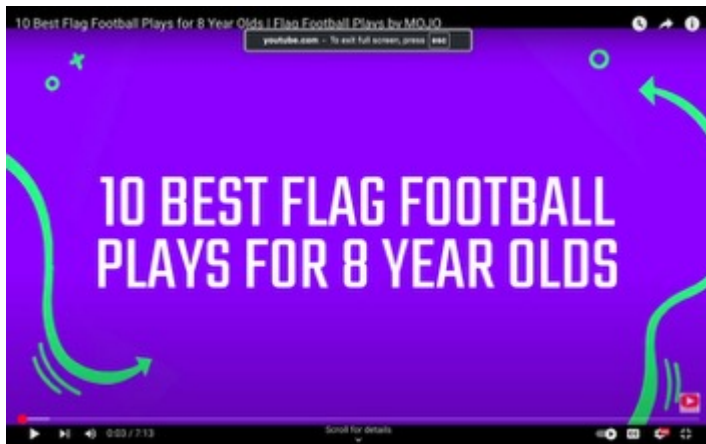 10 Best Flag Football Plays for 8 Year Olds | Flag Football Plays by MOJO
youtube.com - To exit full screen, press esc
10 BEST FLAG FOOTBALL
PLAYS FOR 8 YEAR OLDS
0:03 / 7:13
Scroll for details